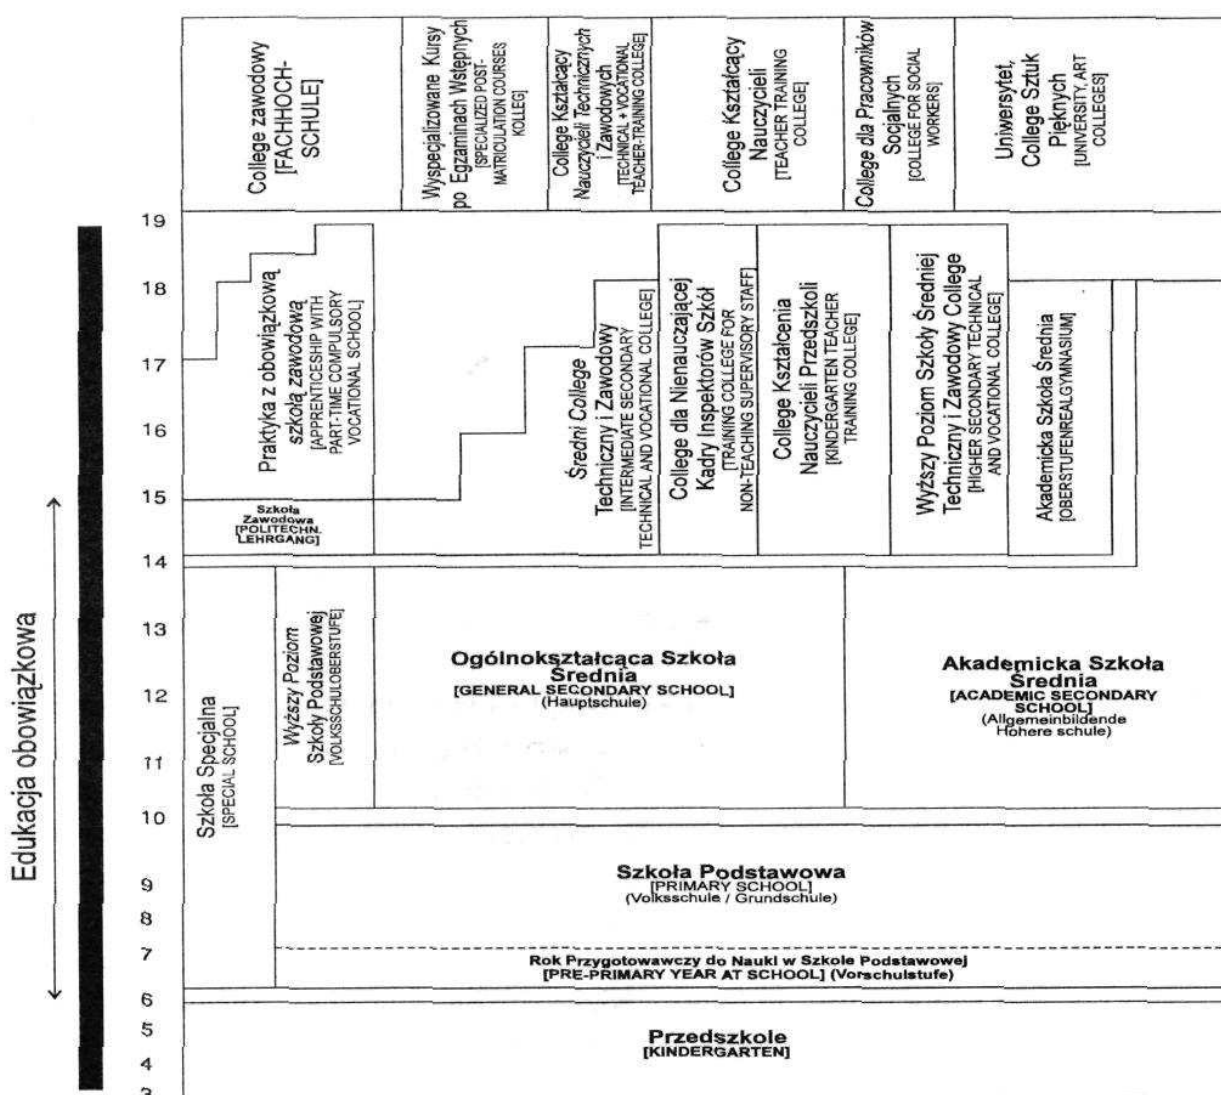 College zawodowy
[FACHHOCH-
SCHULE]
Wyspecjalizowane Kursy
po Egzaminach Wstępnych
[SPECIALIZED POST-
MATRICULATION COURSES
KOLLEG]
College Kształcący
Nauczycieli Technicznych
i Zawodowych
[TECHNICAL + VOCATIONAL
TEACHER-TRAINING COLLEGE]
College Kształcący
Nauczycieli
[TEACHER TRAINING
COLLEGE]
College dla Pracowników
Socjalnych
[COLLEGE FOR SOCIAL
WORKERS]
Uniwersytet,
College Sztuk
Pięknych
[UNIVERSITY, ART
COLLEGES]
19
18
17
16
15
14
13
12
11
10
9
8
7
6
5
4
3
Edukacja obowiązkowa
Praktyka z obowiązkową
szkołą zawodową
[APPRENTICESHIP WITH
PART-TIME COMPULSORY
VOCATIONAL SCHOOL]
Średni College
Techniczny i Zawodowy
[INTERMEDIATE SECONDARY
TECHNICAL AND VOCATIONAL COLLEGE]
College dla Nienauczającej
Kadry Inspektorów Szkół
[TRAINING COLLEGE FOR
NON-TEACHING SUPERVISORY STAFF]
College Kształcenia
Nauczycieli Przedszkoli
[KINDERGARTEN TEACHER
TRAINING COLLEGE]
Wyższy Poziom Szkoły Średniej
Techniczny i Zawodowy College
[HIGHER SECONDARY TECHNICAL
AND VOCATIONAL COLLEGE]
Akademicka Szkoła Średnia
[OBERSTUFENREALGYMNASIUM]
Szkoła
Zawodowa
[POLITECHN.
LEHRGANG]
Szkoła Specjalna
[SPECIAL SCHOOL]
Wyższy Poziom
Szkoły Podstawowej
[VOLKSSCHULOBERSTUFE]
Ogólnokształcąca Szkoła
Średnia
[GENERAL SECONDARY SCHOOL]
(Hauptschule)
Akademicka Szkoła
Średnia
[ACADEMIC SECONDARY
SCHOOL]
(Allgemeinbildende
Hohere schule)
Szkoła Podstawowa
[PRIMARY SCHOOL]
(Volksschule / Grundschule)
Rok Przygotowawczy do Nauki w Szkole Podstawowej
[PRE-PRIMARY YEAR AT SCHOOL] (Vorschulstufe)
Przedszkole
[KINDERGARTEN]